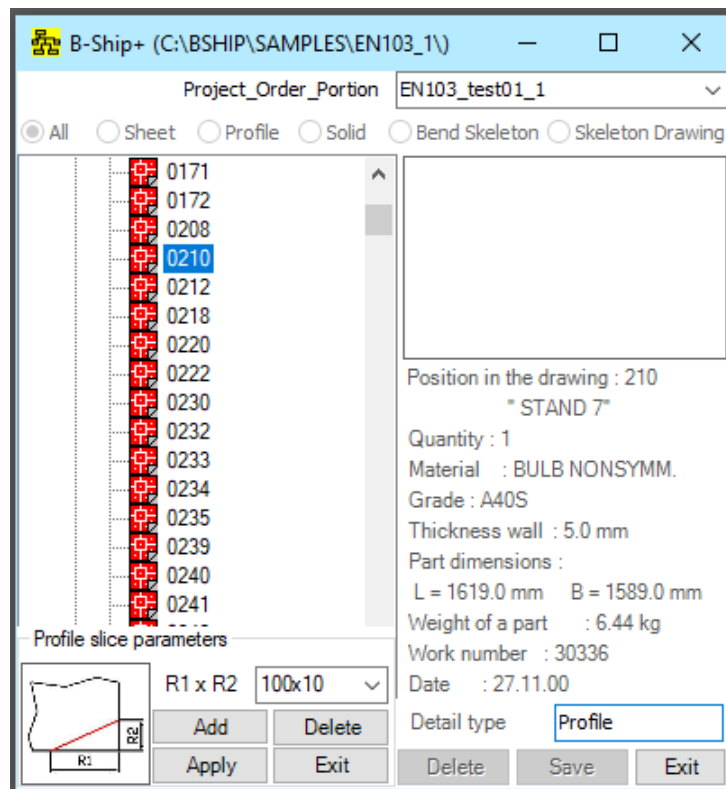 B-Ship+ (C:\BSHIP\SAMPLES\EN103_1\)
Project_Order_Portion EN103_test01_1
All Sheet Profile Solid Bend Skeleton Skeleton Drawing
0171
0172
0208
0210
0212
0218
0220
0222
0230
0232
0233
0234
0235
0239
0240
0241
Position in the drawing : 210
" STAND 7"
Quantity : 1
Material : BULB NONSYMM.
Grade : A40S
Thickness wall : 5.0 mm
Part dimensions :
L = 1619.0 mm B = 1589.0 mm
Weight of a part : 6.44 kg
Work number : 30336
Date : 27.11.00
Detail type Profile
Delete Save Exit
Profile slice parameters
R1 R2
R1 x R2 100x10
Add Delete
Apply Exit